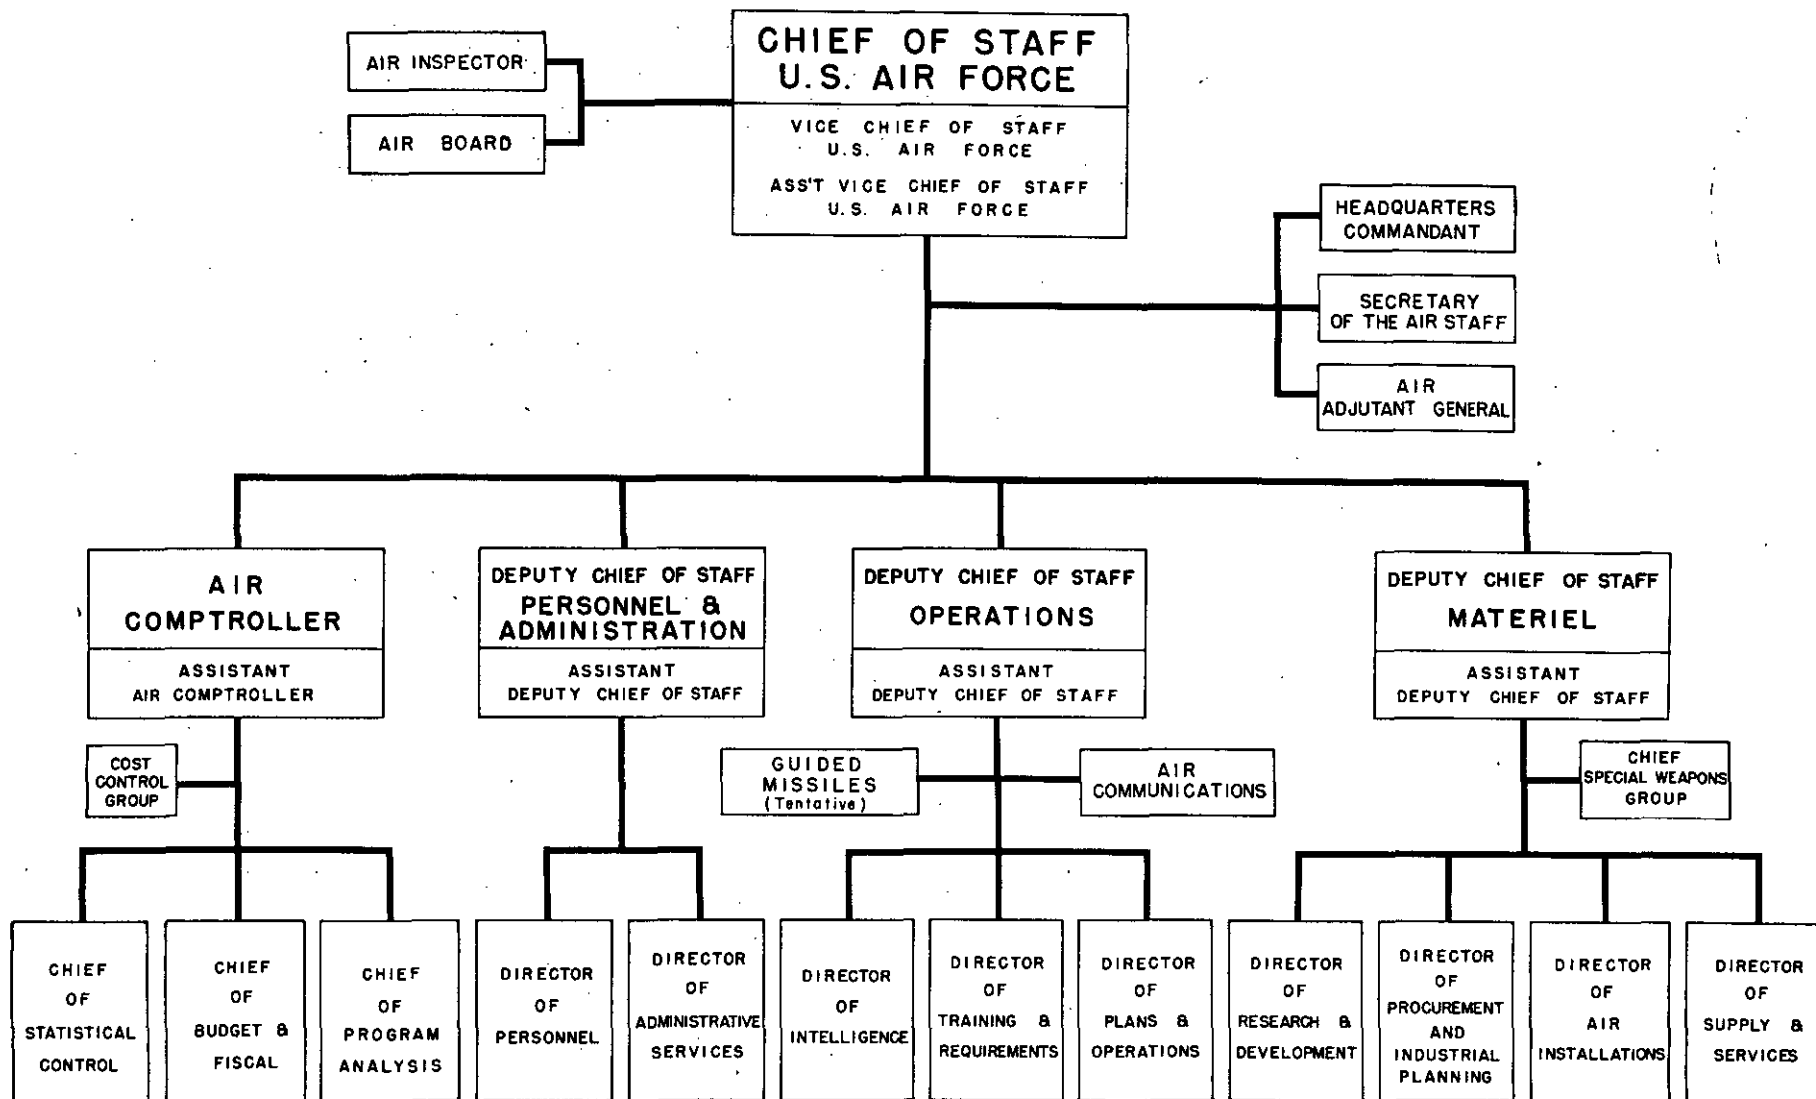 AIR INSPECTOR
AIR BOARD
CHIEF OF STAFF
U.S. AIR FORCE
VICE CHIEF OF STAFF
U.S. AIR FORCE
ASS'T VICE CHIEF OF STAFF
U.S. AIR FORCE
HEADQUARTERS
COMMANDANT
SECRETARY
OF THE AIR STAFF
AIR
ADJUTANT GENERAL
AIR
COMPTROLLER
ASSISTANT
AIR COMPTROLLER
DEPUTY CHIEF OF STAFF
PERSONNEL &
ADMINISTRATION
ASSISTANT
DEPUTY CHIEF OF STAFF
DEPUTY CHIEF OF STAFF
OPERATIONS
ASSISTANT
DEPUTY CHIEF OF STAFF
DEPUTY CHIEF OF STAFF
MATERIEL
ASSISTANT
DEPUTY CHIEF OF STAFF
COST
CONTROL
GROUP
GUIDED
MISSILES
(Tentative)
AIR
COMMUNICATIONS
CHIEF
SPECIAL WEAPONS
GROUP
CHIEF
OF
STATISTICAL
CONTROL
CHIEF
OF
BUDGET &
FISCAL
CHIEF
OF
PROGRAM
ANALYSIS
DIRECTOR
OF
PERSONNEL
DIRECTOR
OF
ADMINISTRATIVE
SERVICES
DIRECTOR
OF
INTELLIGENCE
DIRECTOR
OF
TRAINING &
REQUIREMENTS
DIRECTOR
OF
PLANS &
OPERATIONS
DIRECTOR
OF
RESEARCH &
DEVELOPMENT
DIRECTOR
OF
PROCUREMENT
AND
INDUSTRIAL
PLANNING
DIRECTOR
OF
AIR
INSTALLATIONS
DIRECTOR
OF
SUPPLY &
SERVICES